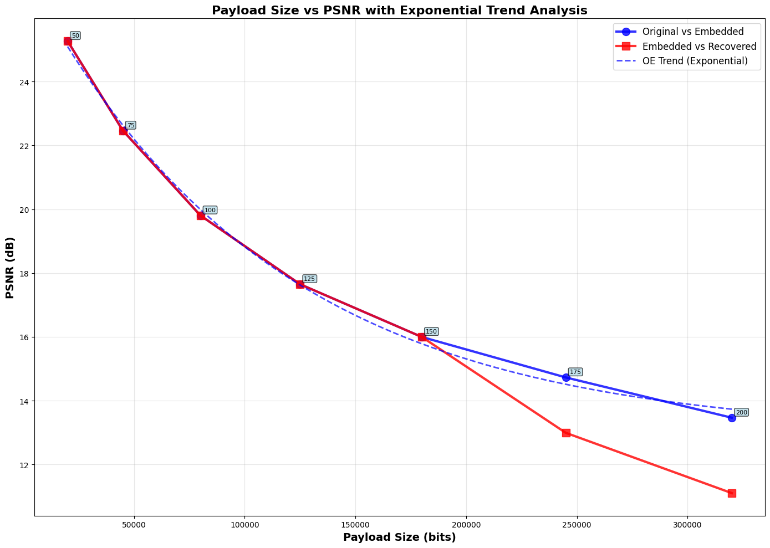 Payload Size vs PSNR with Exponential Trend Analysis
Original vs Embedded
Embedded vs Recovered
OE Trend (Exponential)
50
75
100
125
150
175
200
24
22
20
18
16
14
12
PSNR (dB)
50000 100000 150000 200000 250000 300000
Payload Size (bits)